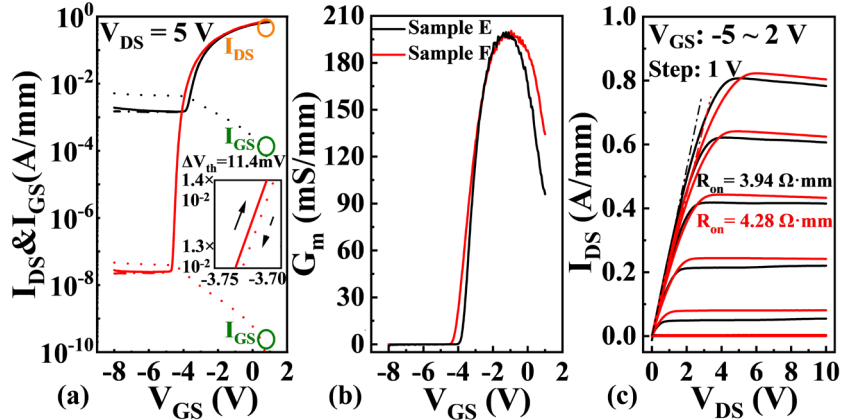 V_DS = 5 V
I_DS
I_GS
ΔV_th=11.4mV
1.4×
10^-2
1.3×
10^-2
-3.75 -3.70
I_GS
10^0
10^-2
10^-4
10^-6
10^-8
10^-10
I_DS&I_GS(A/mm)
-8 -6 -4 -2 0 2
(a) V_GS (V)
Sample E
Sample F
210
180
150
120
90
60
30
0
G_m (mS/mm)
-8 -6 -4 -2 0 2
(b) V_GS (V)
V_GS: -5 ~ 2 V
Step: 1 V
R_on= 3.94 Ω·mm
R_on= 4.28 Ω·mm
1.0
0.8
0.6
0.4
0.2
0.0
I_DS (A/mm)
0 2 4 6 8 10
(c) V_DS (V)